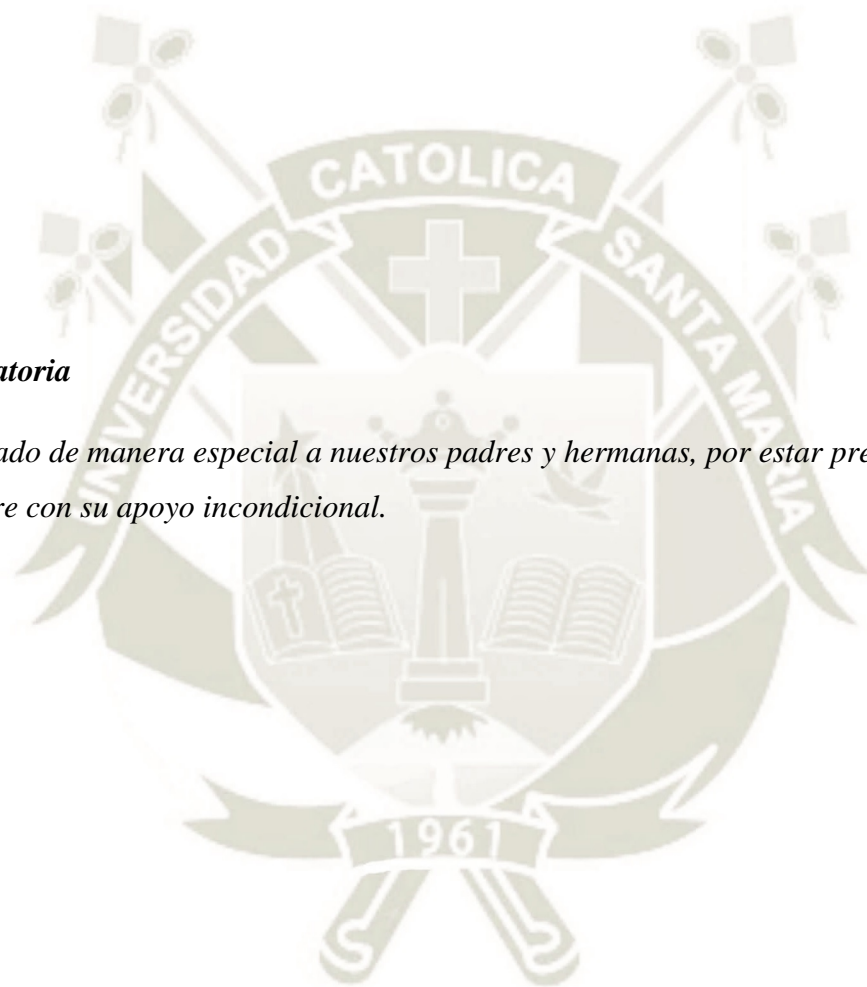 UNIVERSIDAD CATOLICA SANTA MARIA
atoria
ado de manera especial a nuestros padres y hermanas, por estar pre
re con su apoyo incondicional.
1961